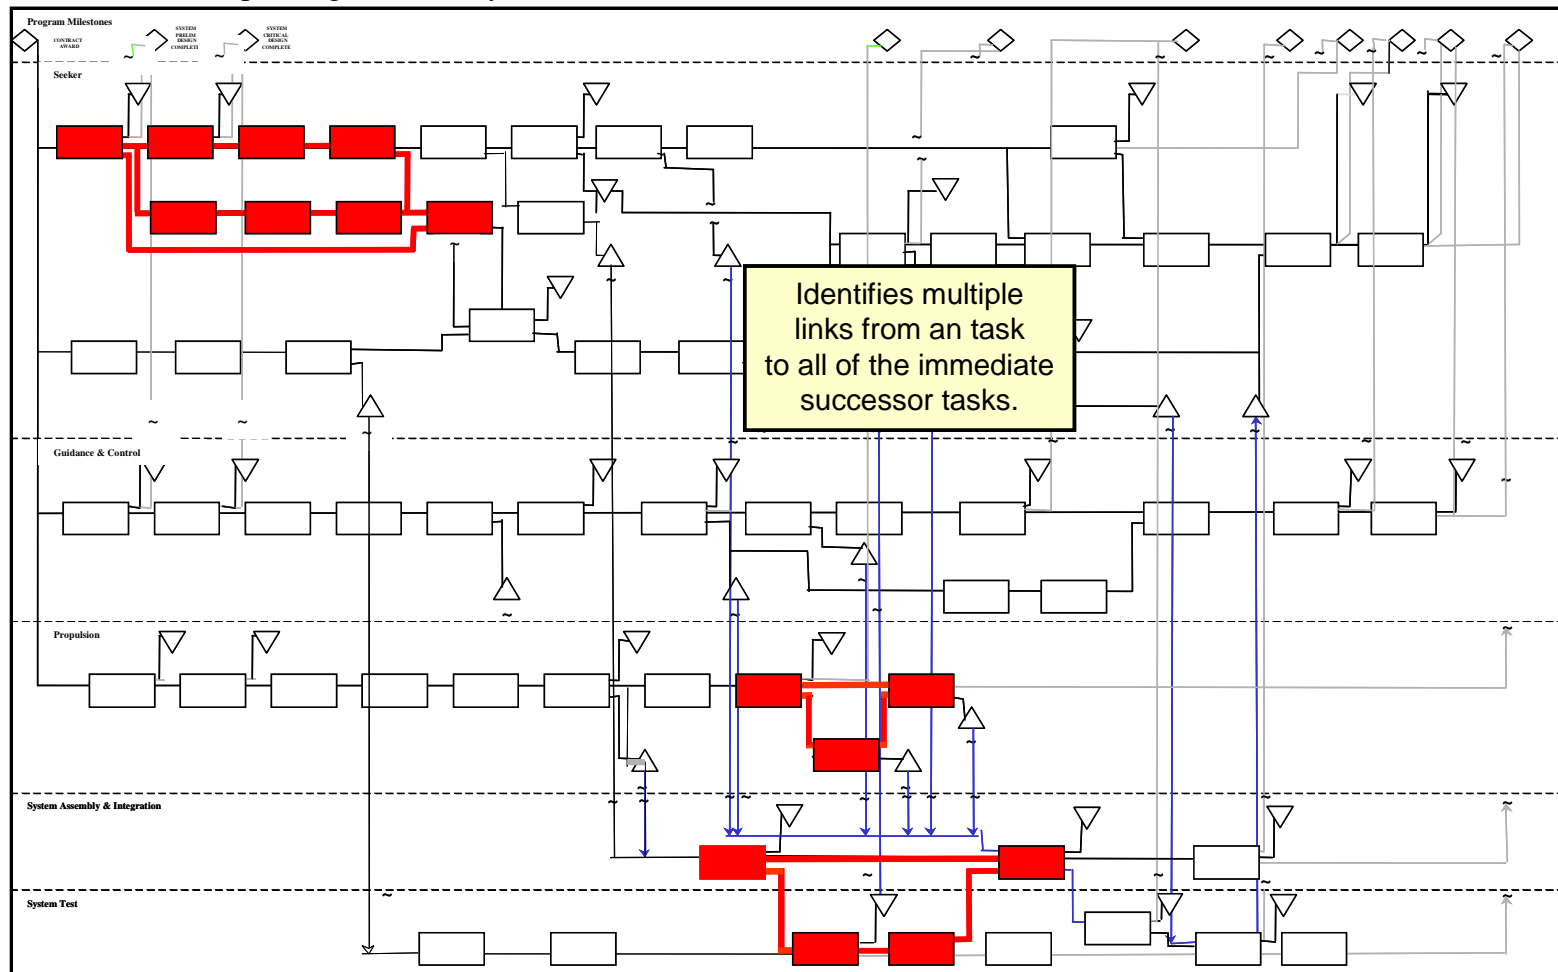 Program Milestones
CONTRACT
AWARD
SYSTEM
PRELIM
DESIGN
COMPLETE
SYSTEM
CRITICAL
DESIGN
COMPLETE
Seeker
Identifies multiple
links from an task
to all of the immediate
successor tasks.
Guidance & Control
Propulsion
System Assembly & Integration
System Test